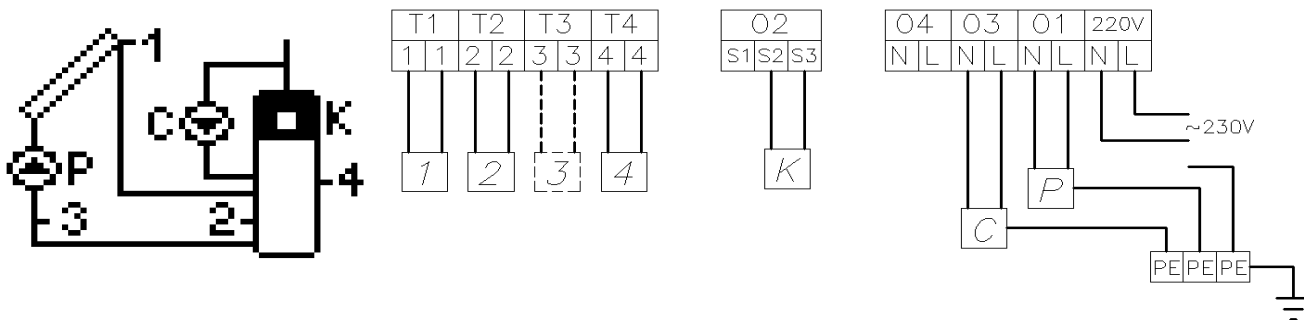 1
C K
P 4
3 2
T1 T2 T3 T4
1 1 2 2 3 3 4 4
1 2 3 4
O2
S1 S2 S3
K
O4 O3 O1 220V
N L N L N L N L
~230V
P
C
PE PE PE